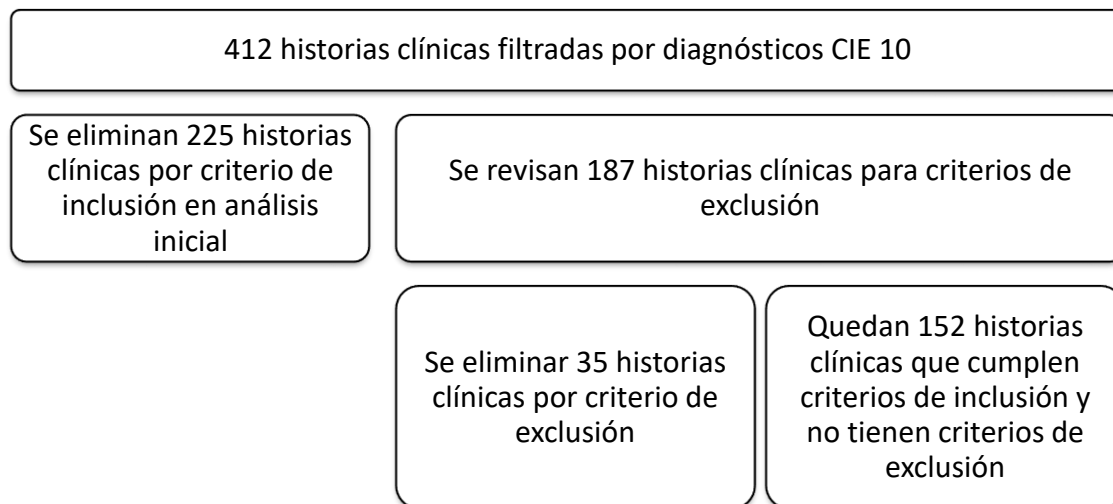 412 historias clínicas filtradas por diagnósticos CIE 10
Se eliminan 225 historias
clínicas por criterio de
inclusión en análisis
inicial
Se revisan 187 historias clínicas para criterios de
exclusión
Se eliminar 35 historias
clínicas por criterio de
exclusión
Quedan 152 historias
clínicas que cumplen
criterios de inclusión y
no tienen criterios de
exclusión